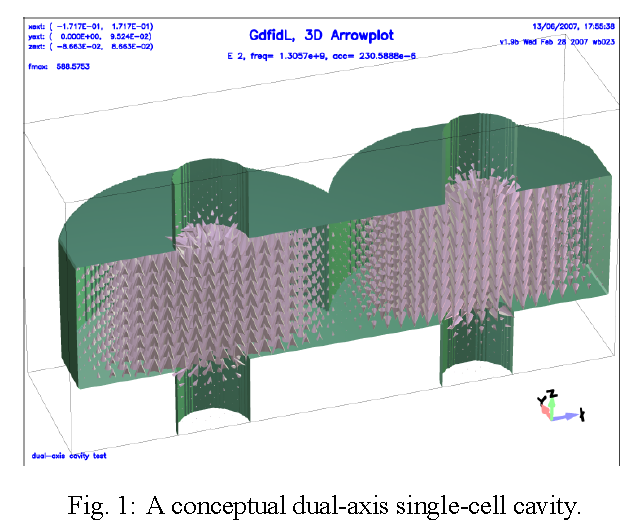 xext: ( -1.717E-01, 1.717E-01)
yext: ( 0.000E+00, 9.524E-02)
zext: ( -8.663E-02, 8.663E-02)
fmax: 588.5753
GdfidL, 3D Arrowplot
E 2, freq= 1.3057e+9, acc= 230.5888e-6
13/06/2007, 17:55:38
v1.9b Wed Feb 28 2007 wb023
Z
Y
X
dual-axis cavity test
Fig. 1: A conceptual dual-axis single-cell cavity.